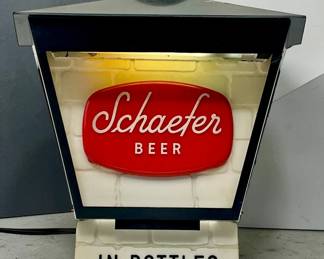 Schaefer
BEER
IN BOTTLES